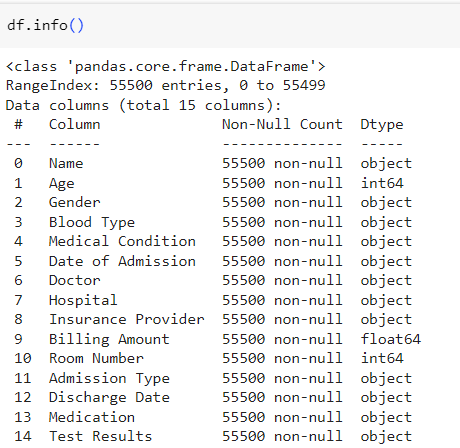 df.info()
<class 'pandas.core.frame.DataFrame'>
RangeIndex: 55500 entries, 0 to 55499
Data columns (total 15 columns):
 #   Column              Non-Null Count  Dtype
---  ------              --------------  -----
 0   Name                55500 non-null  object
 1   Age                 55500 non-null  int64
 2   Gender              55500 non-null  object
 3   Blood Type          55500 non-null  object
 4   Medical Condition   55500 non-null  object
 5   Date of Admission   55500 non-null  object
 6   Doctor              55500 non-null  object
 7   Hospital            55500 non-null  object
 8   Insurance Provider  55500 non-null  object
 9   Billing Amount      55500 non-null  float64
 10  Room Number         55500 non-null  int64
 11  Admission Type      55500 non-null  object
 12  Discharge Date      55500 non-null  object
 13  Medication          55500 non-null  object
 14  Test Results        55500 non-null  object